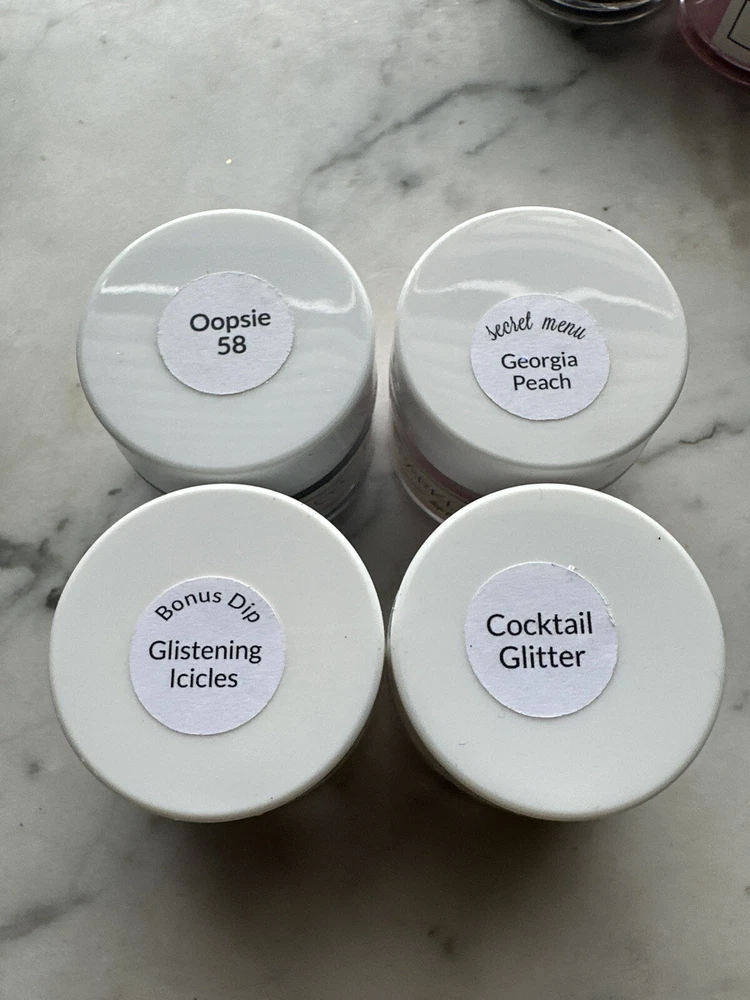 Oopsie
58
secret menu
Georgia
Peach
Bonus Dip
Glistening
Icicles
Cocktail
Glitter